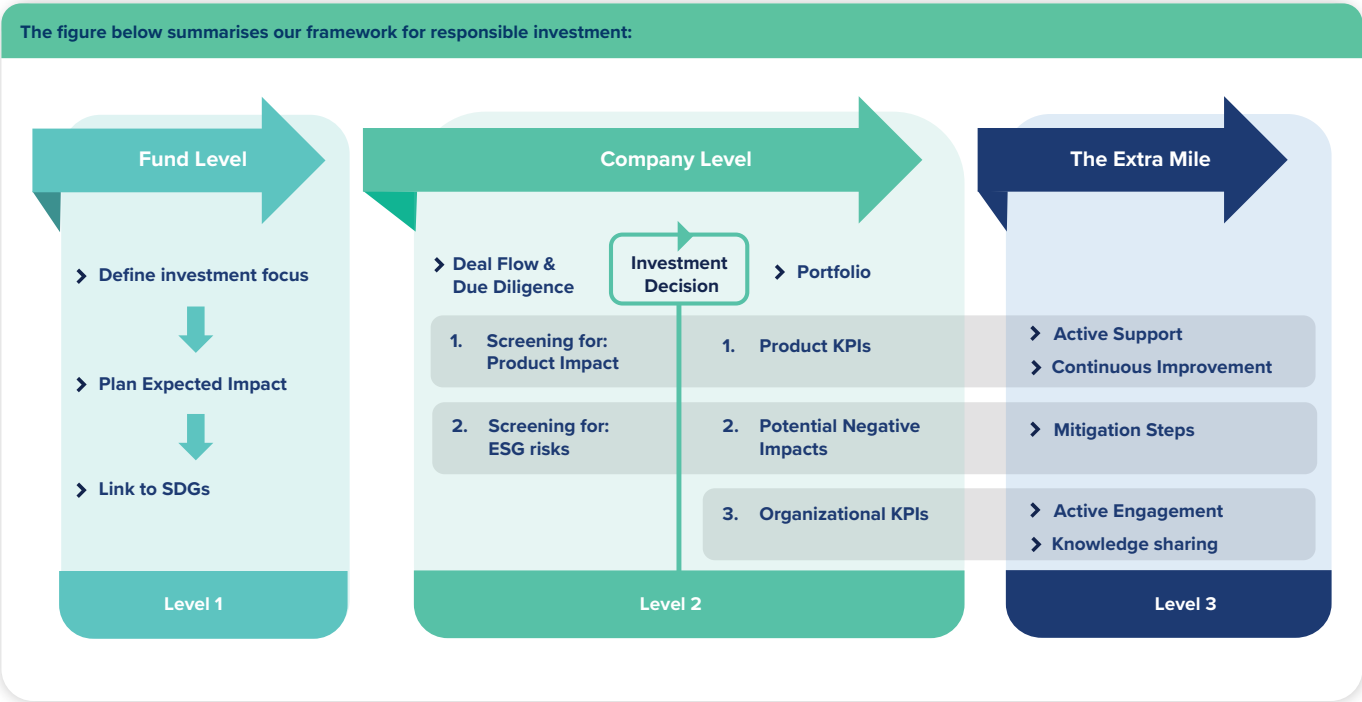 The figure below summarises our framework for responsible investment:
Fund Level
Define investment focus
Plan Expected Impact
Link to SDGs
Level 1
Company Level
Deal Flow &
Due Diligence
Investment
Decision
Portfolio
1. Screening for:
Product Impact
1. Product KPIs
2. Screening for:
ESG risks
2. Potential Negative
Impacts
3. Organizational KPIs
Level 2
The Extra Mile
Active Support
Continuous Improvement
Mitigation Steps
Active Engagement
Knowledge sharing
Level 3